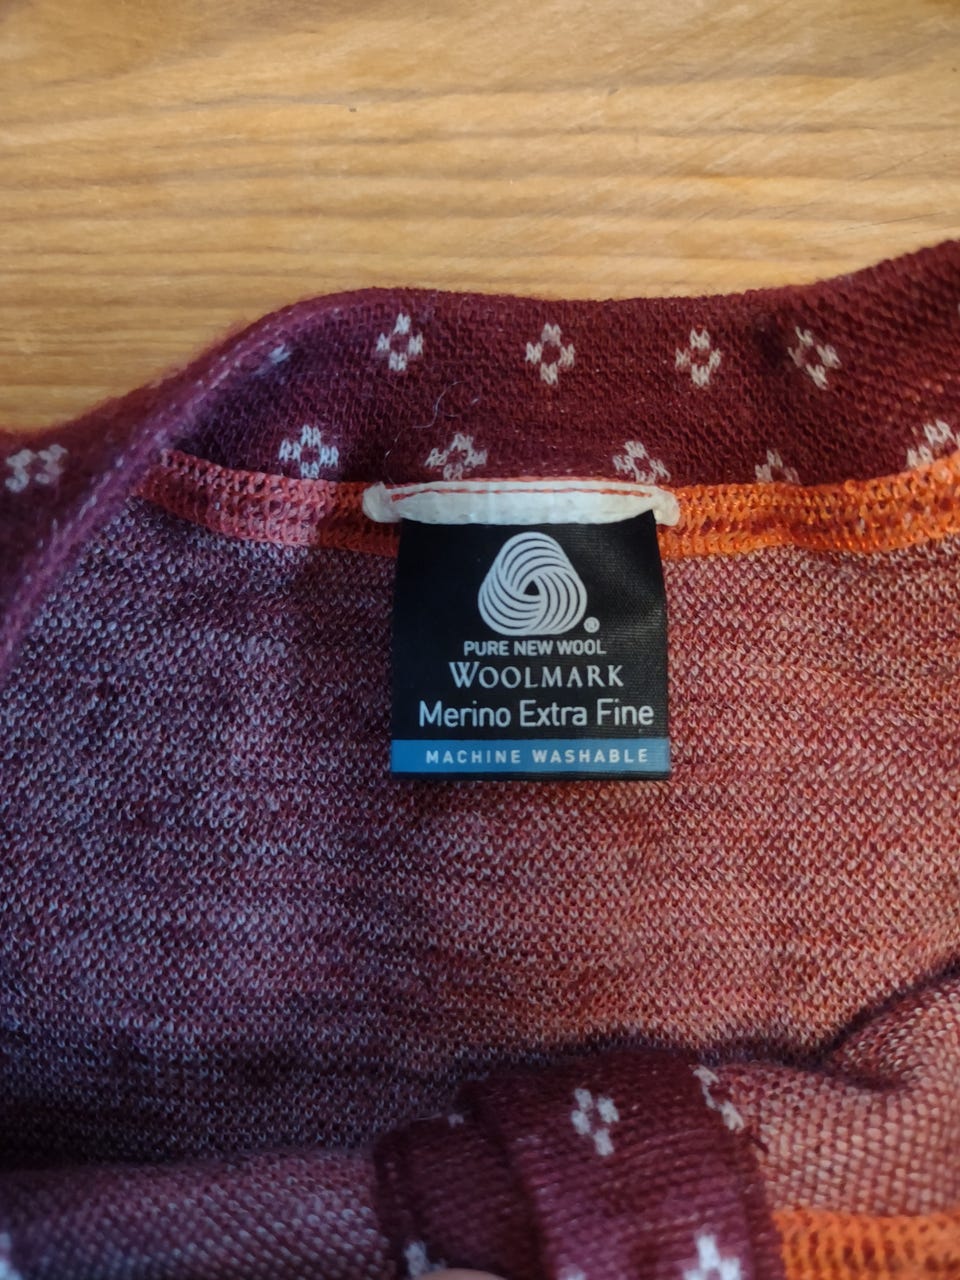 ®
PURE NEW WOOL
WOOLMARK
Merino Extra Fine
MACHINE WASHABLE